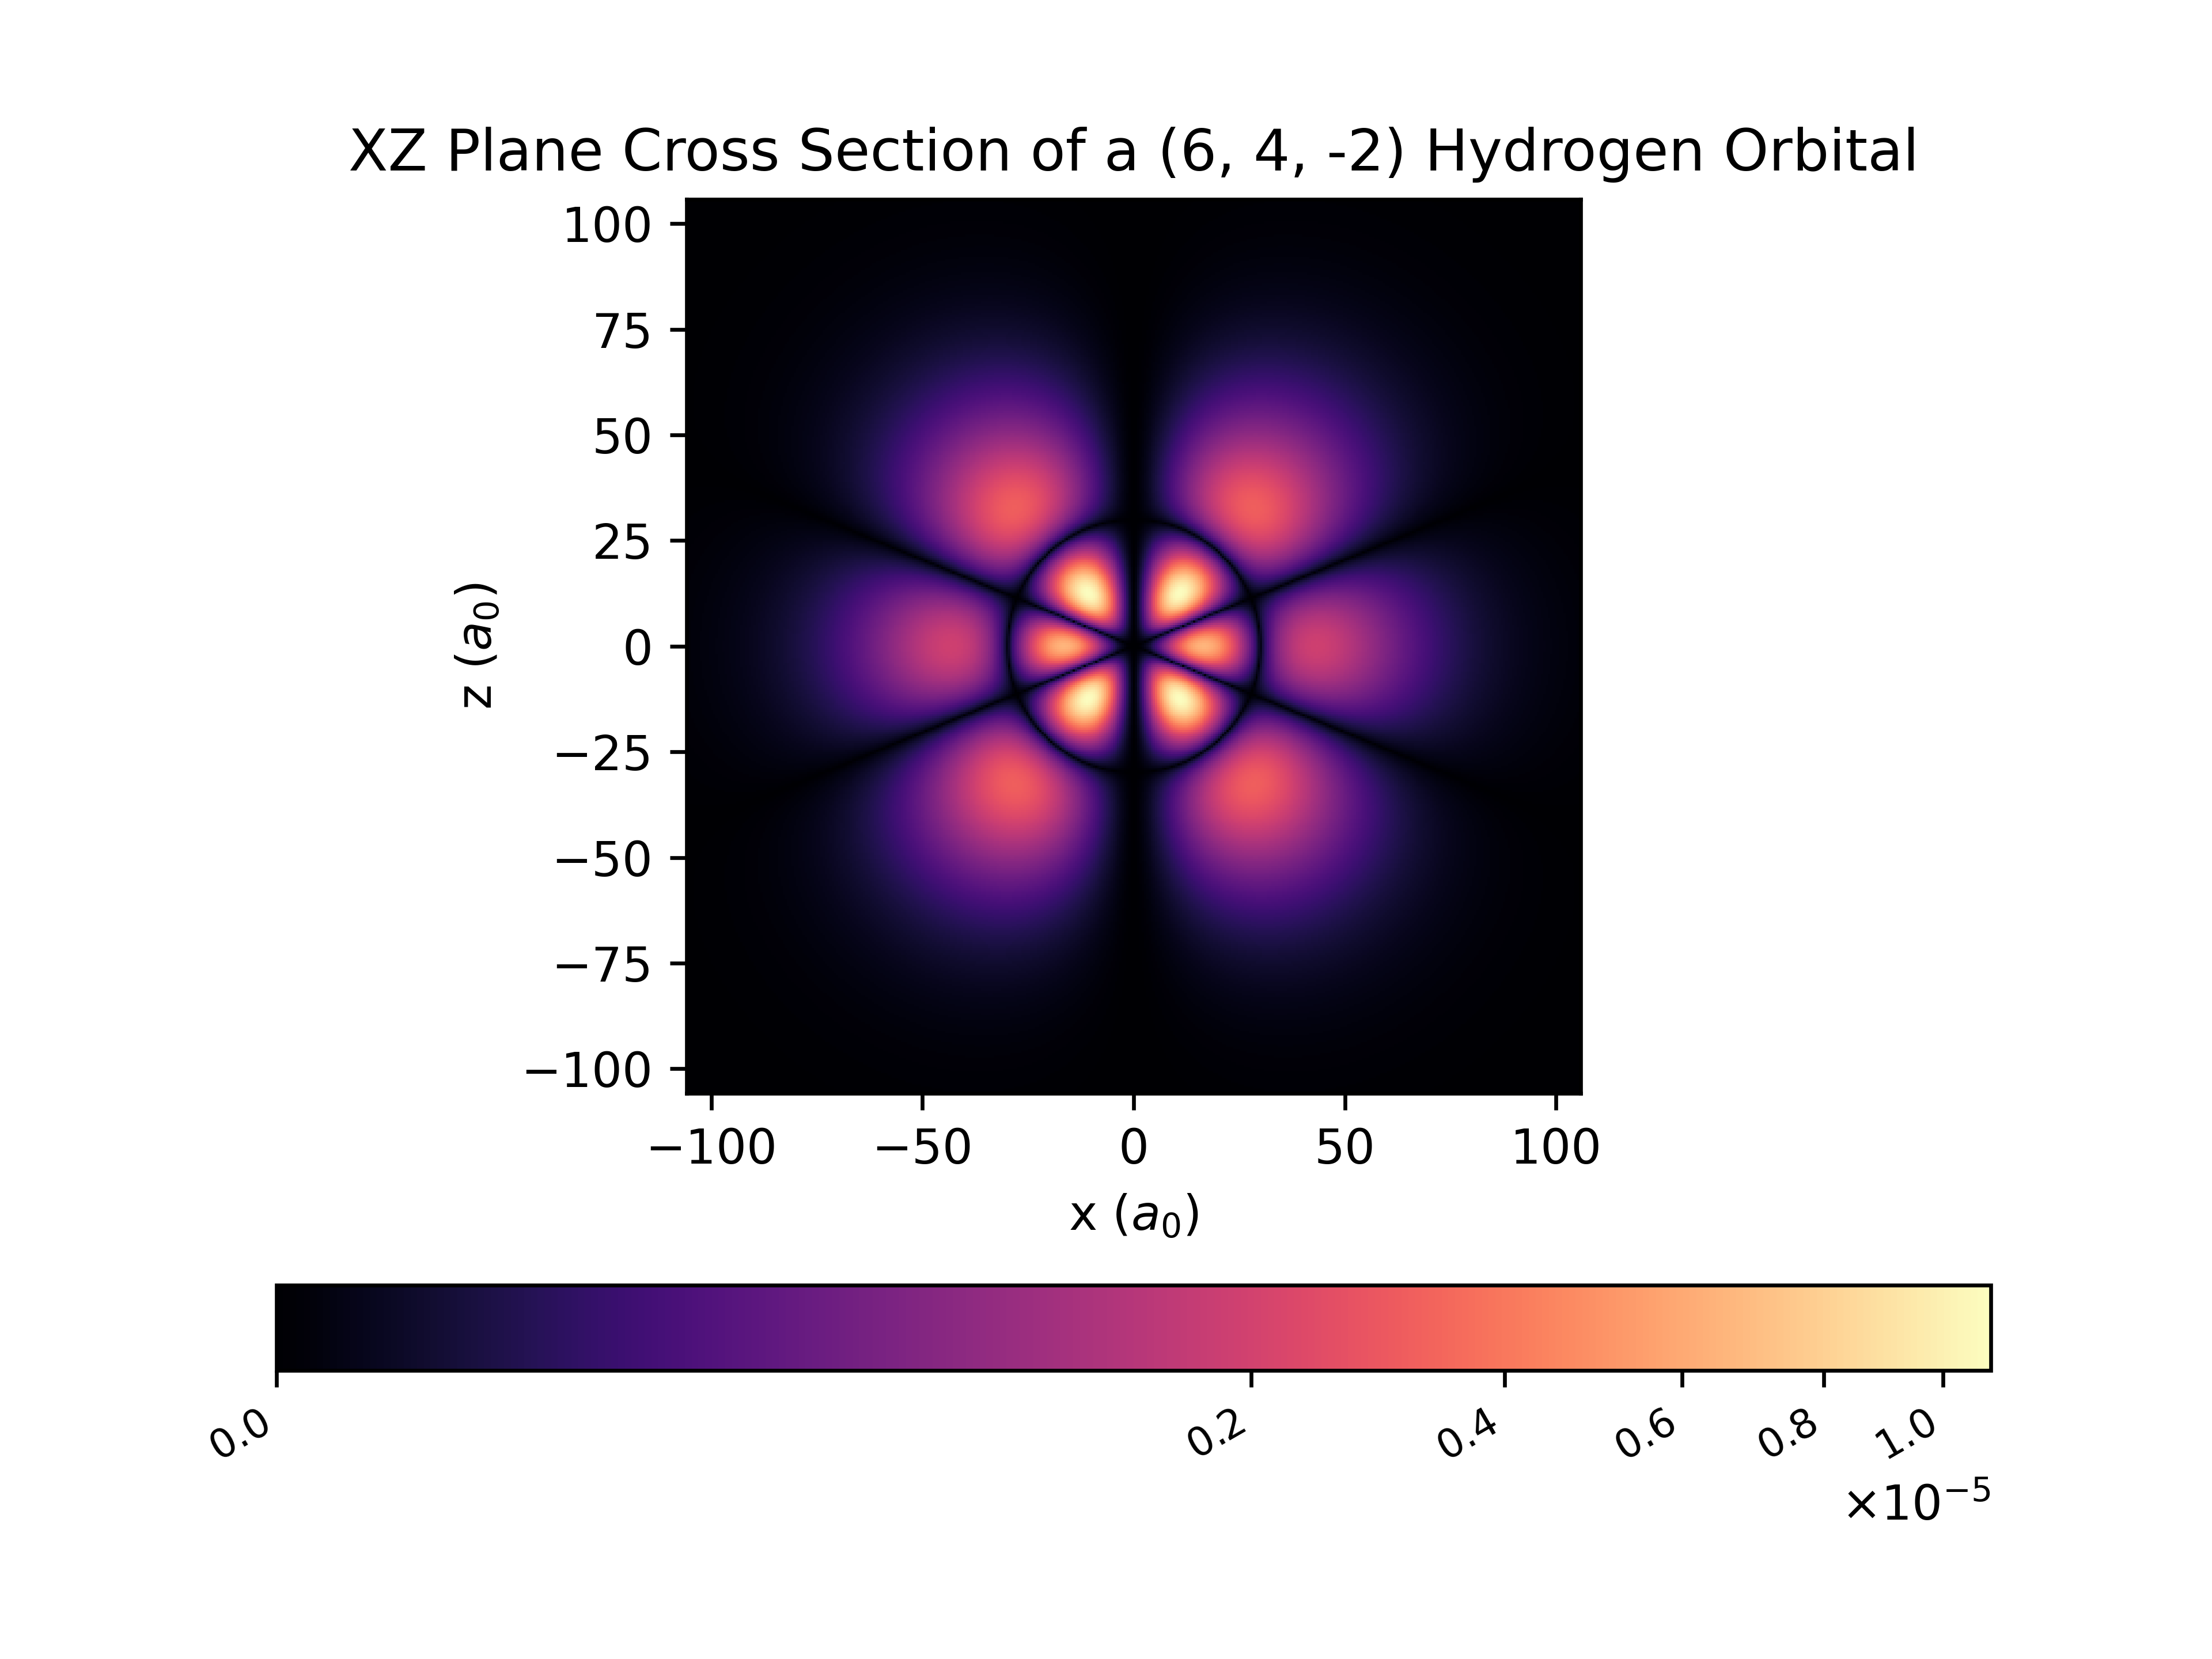 XZ Plane Cross Section of a (6, 4, -2) Hydrogen Orbital
100
75
50
25
0
−25
−50
−75
−100
z (a₀)
−100 −50 0 50 100
x (a₀)
0.0 0.2 0.4 0.6 0.8 1.0
×10⁻⁵